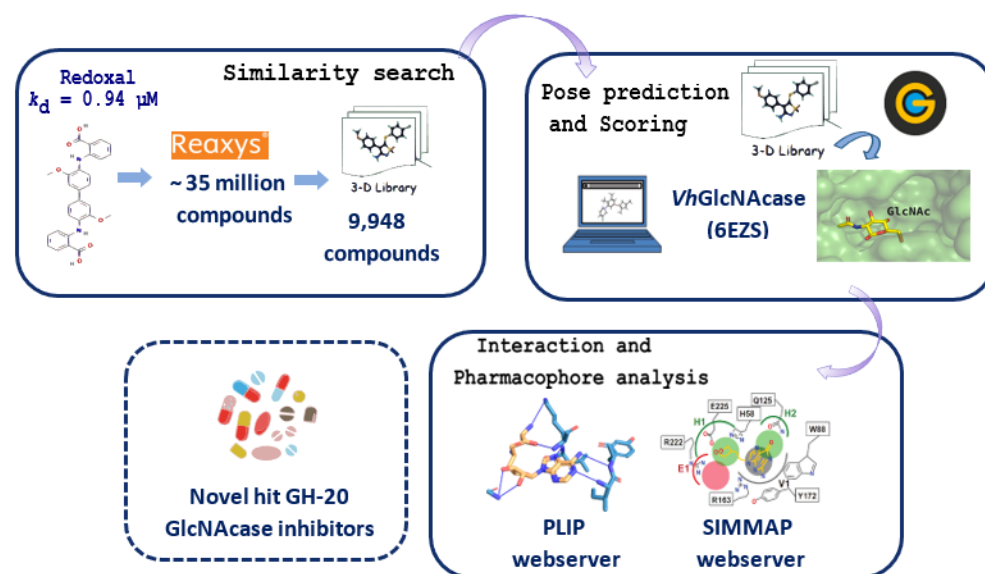 Redoxal
kd = 0.94 µM
Similarity search
Reaxys®
~ 35 million
compounds
3-D Library
9,948
compounds
Pose prediction
and Scoring
3-D Library
VhGlcNAcase
(6EZS)
GlcNAc
Interaction and
Pharmacophore analysis
PLIP
webserver
Q125
E225
H58
H2
H1
W88
R222
E1
V1
R163
Y172
SIMMAP
webserver
Novel hit GH-20
GlcNAcase inhibitors